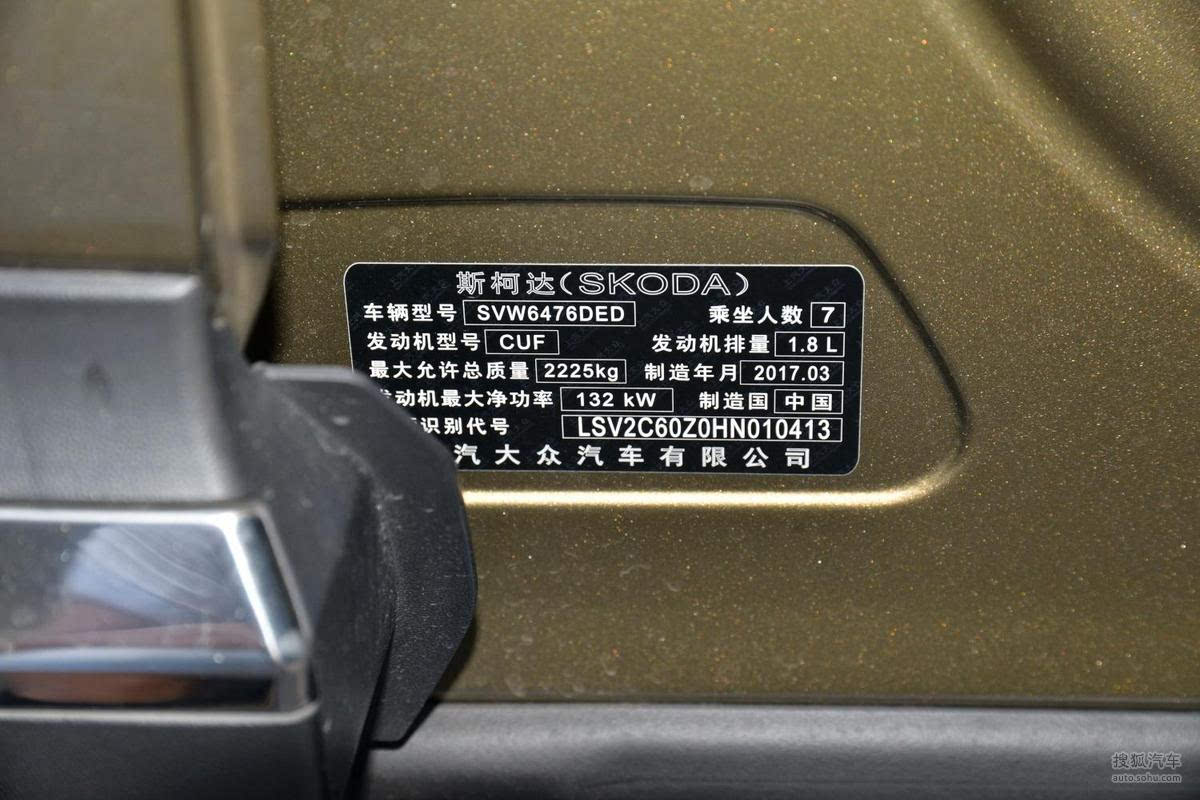 斯柯达(SKODA)
车辆型号 SVW6476DED 乘坐人数 7
发动机型号 CUF 发动机排量 1.8 L
最大允许总质量 2225kg 制造年月 2017.03
动机最大净功率 132 kW 制造国 中国
识别代号 LSV2C60Z0HN010413
汽大众汽车有限公司
搜狐汽车
auto.sohu.com